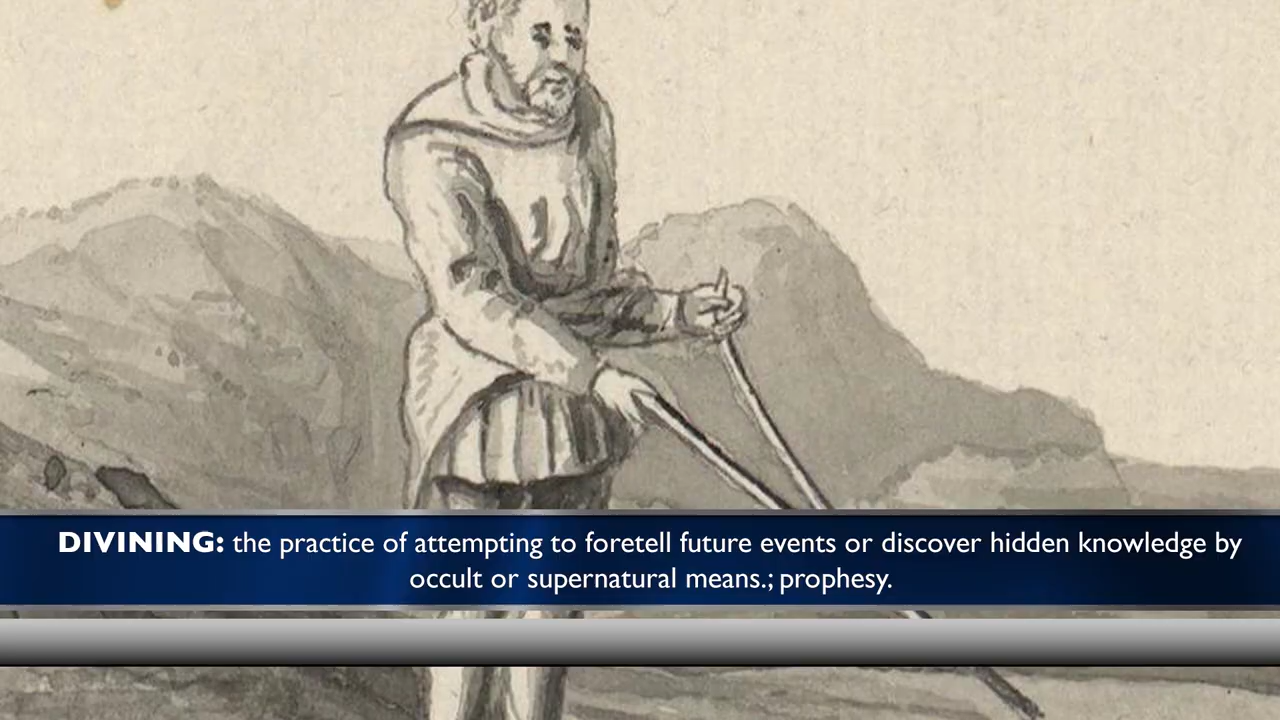 DIVINING: the practice of attempting to foretell future events or discover hidden knowledge by
occult or supernatural means.; prophesy.